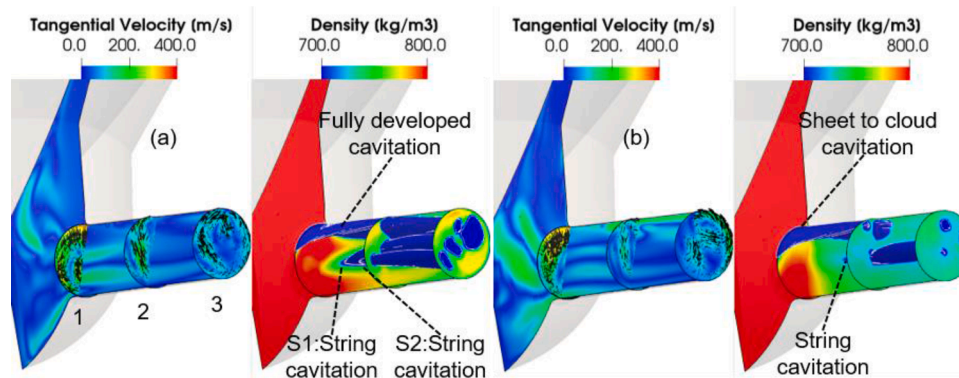 Tangential Velocity [m/s]
0.0 200. 400.0
Density [kg/m3]
700.0 800.0
Tangential Velocity [m/s]
0.0 200. 400.0
Density [kg/m3]
700.0 800.0
(a)
Fully developed
cavitation
(b)
Sheet to cloud
cavitation
1 2 3
S1:String
cavitation
S2:String
cavitation
String
cavitation